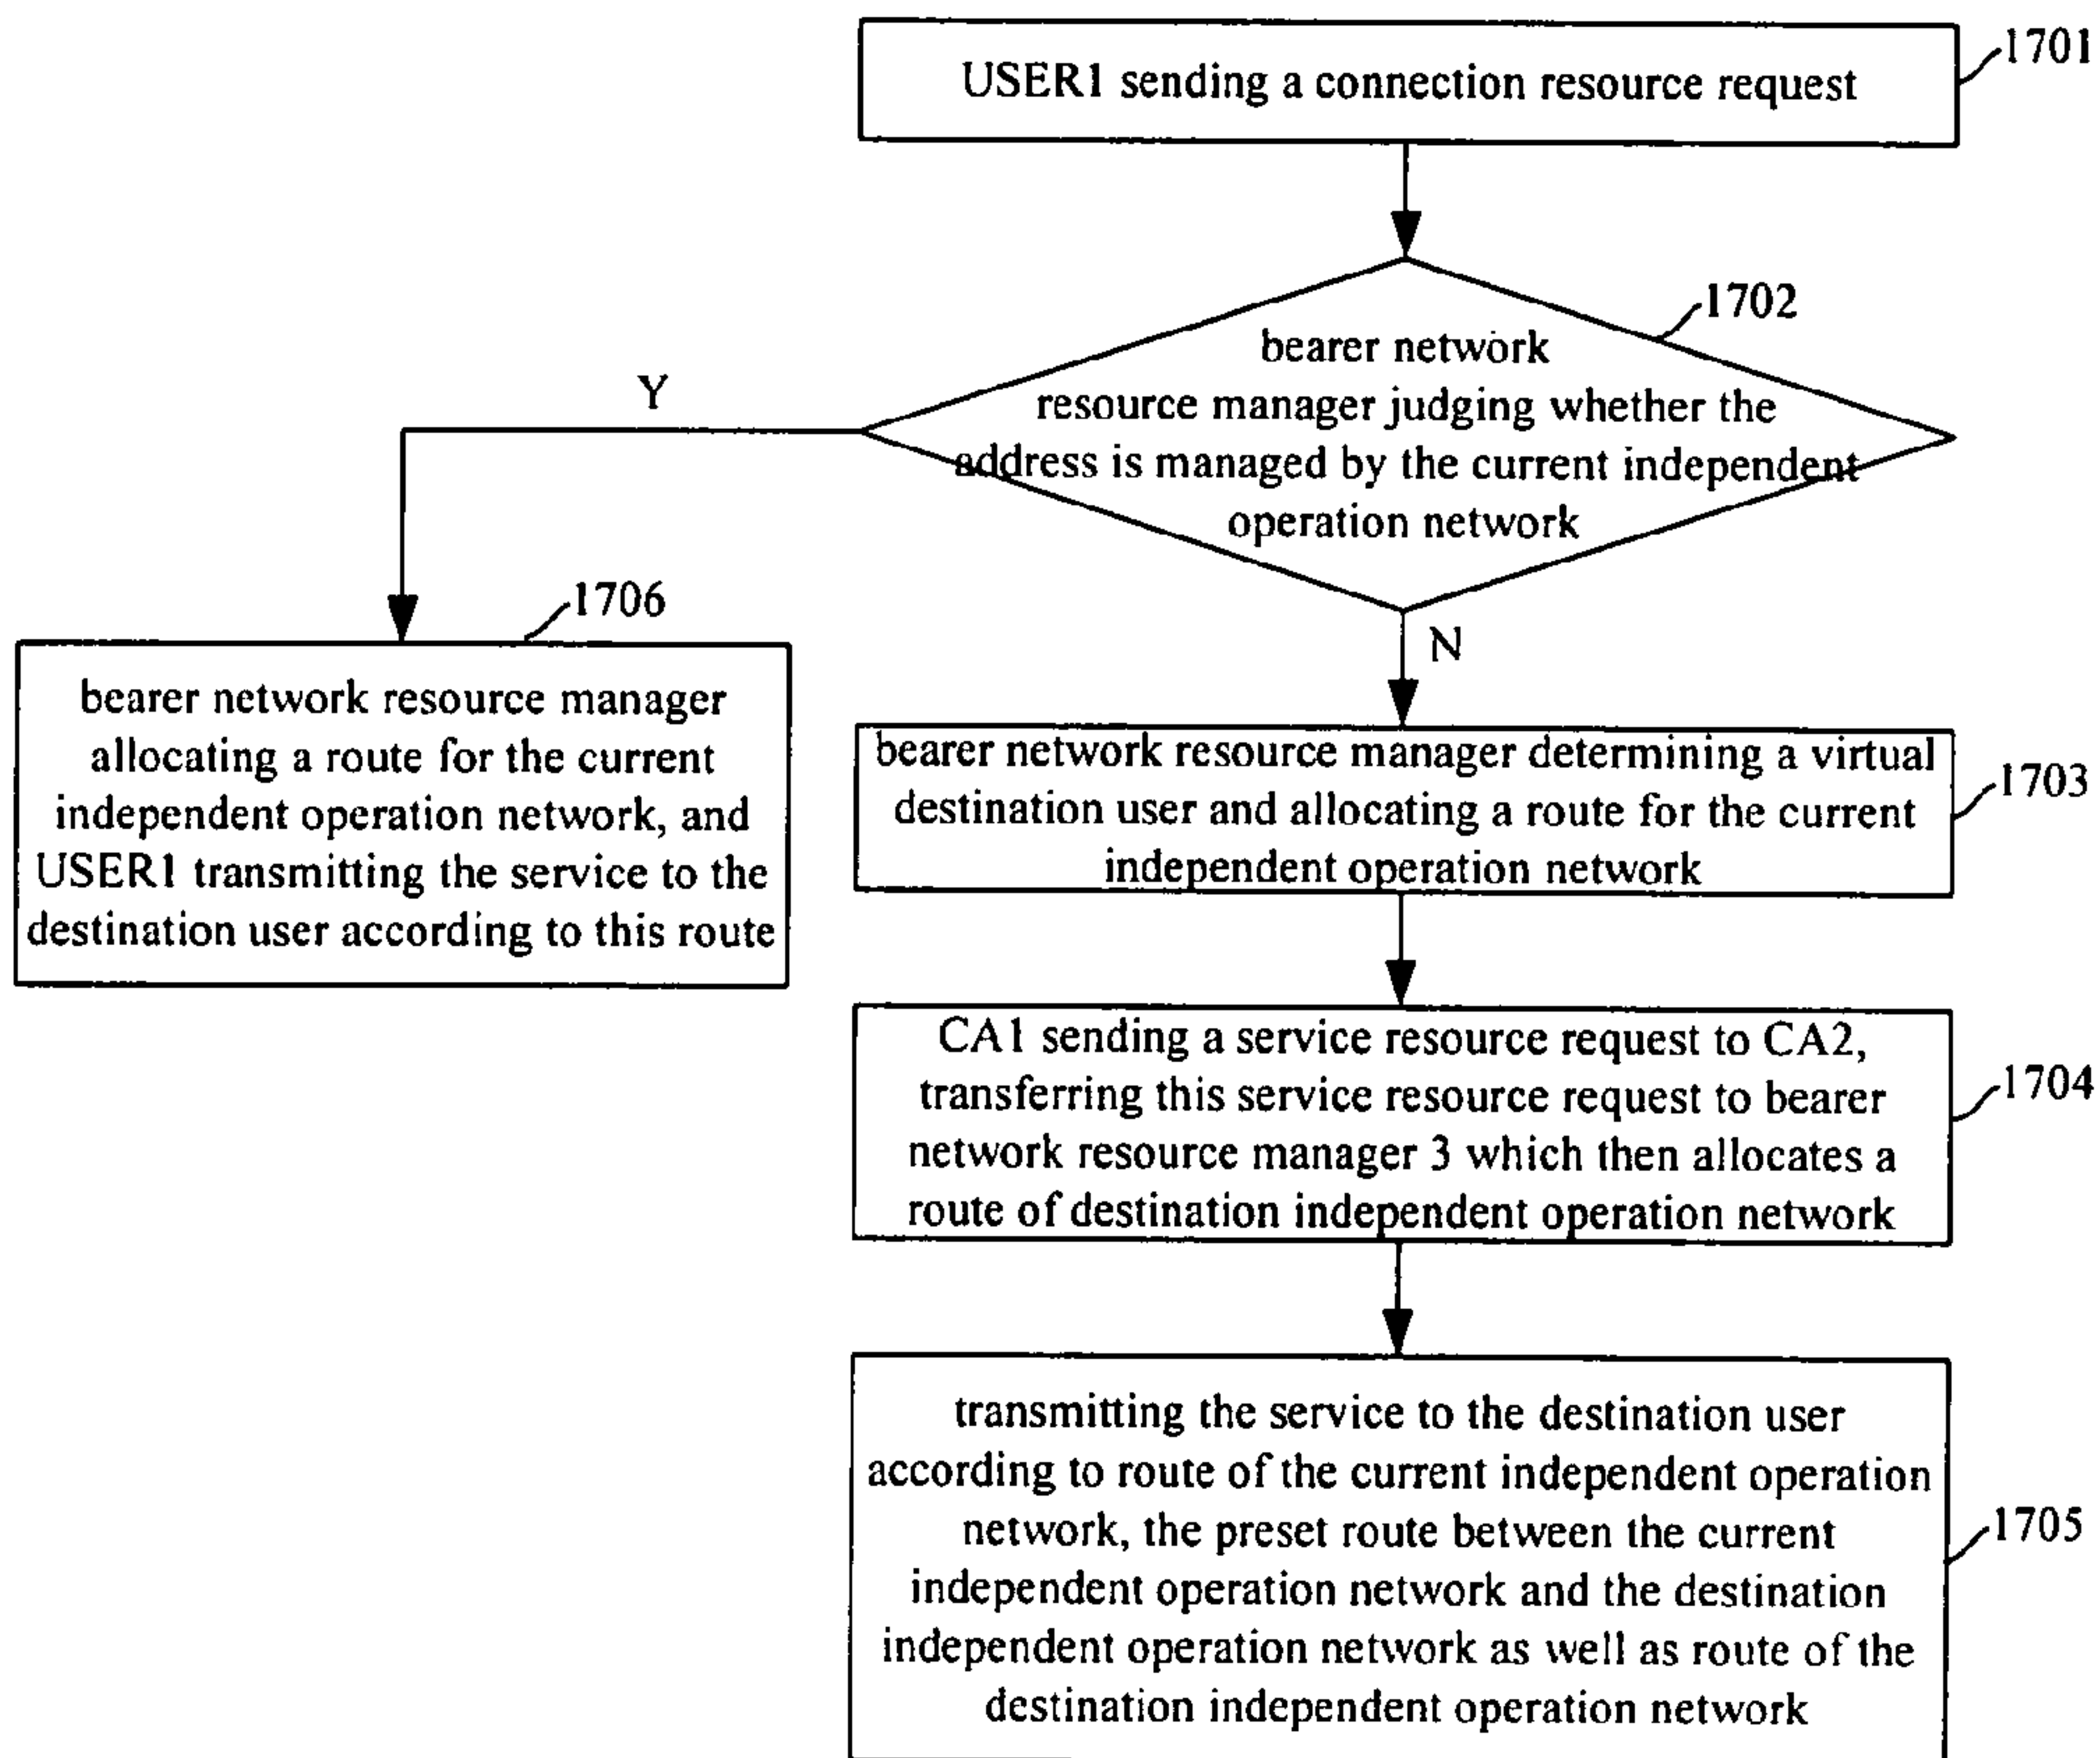 1701
USER1 sending a connection resource request
1702
bearer network
resource manager judging whether the
address is managed by the current independent
operation network
Y
N
1706
bearer network resource manager
allocating a route for the current
independent operation network, and
USER1 transmitting the service to the
destination user according to this route
bearer network resource manager determining a virtual
destination user and allocating a route for the current
independent operation network
1703
CA1 sending a service resource request to CA2,
transferring this service resource request to bearer
network resource manager 3 which then allocates a
route of destination independent operation network
1704
transmitting the service to the destination user
according to route of the current independent operation
network, the preset route between the current
independent operation network and the destination
independent operation network as well as route of the
destination independent operation network
1705